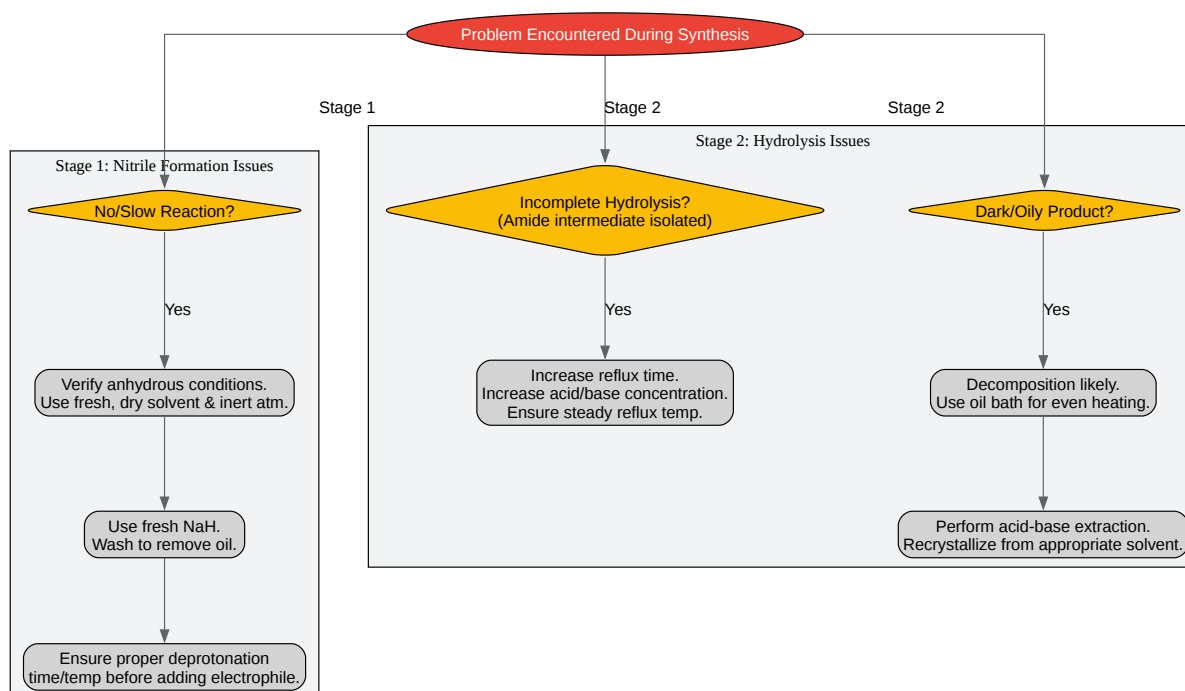 Problem Encountered During Synthesis
Stage 1
Stage 2
Stage 2
Stage 1: Nitrile Formation Issues
No/Slow Reaction?
Yes
Verify anhydrous conditions.
Use fresh, dry solvent & inert atm.
Use fresh NaH.
Wash to remove oil.
Ensure proper deprotonation
time/temp before adding electrophile.
Stage 2: Hydrolysis Issues
Incomplete Hydrolysis?
(Amide intermediate isolated)
Yes
Increase reflux time.
Increase acid/base concentration.
Ensure steady reflux temp.
Dark/Oily Product?
Yes
Decomposition likely.
Use oil bath for even heating.
Perform acid-base extraction.
Recrystallize from appropriate solvent.